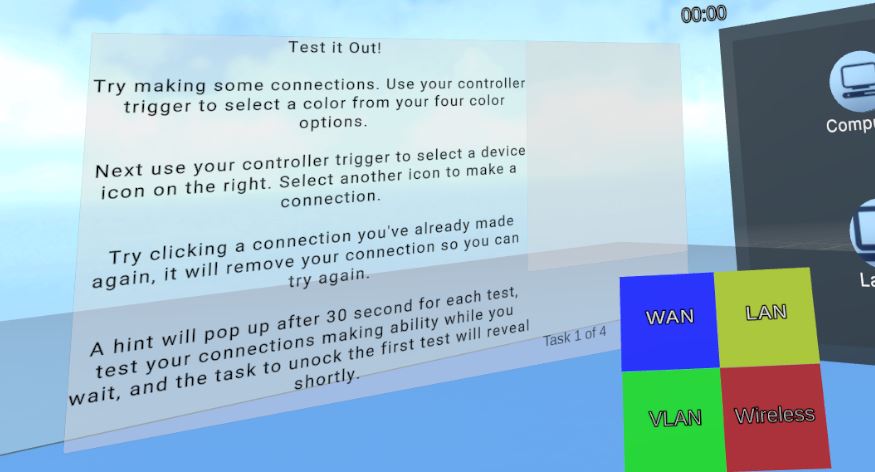 00:00
Test it Out!
Try making some connections. Use your controller
trigger to select a color from your four color
options.
Next use your controller trigger to select a device
icon on the right. Select another icon to make a
connection.
Try clicking a connection you've already made
again, it will remove your connection so you can
try again.
A hint will pop up after 30 second for each test,
test your connections making ability while you
wait, and the task to unock the first test will reveal
shortly.
Task 1 of 4
WAN
LAN
VLAN
Wireless